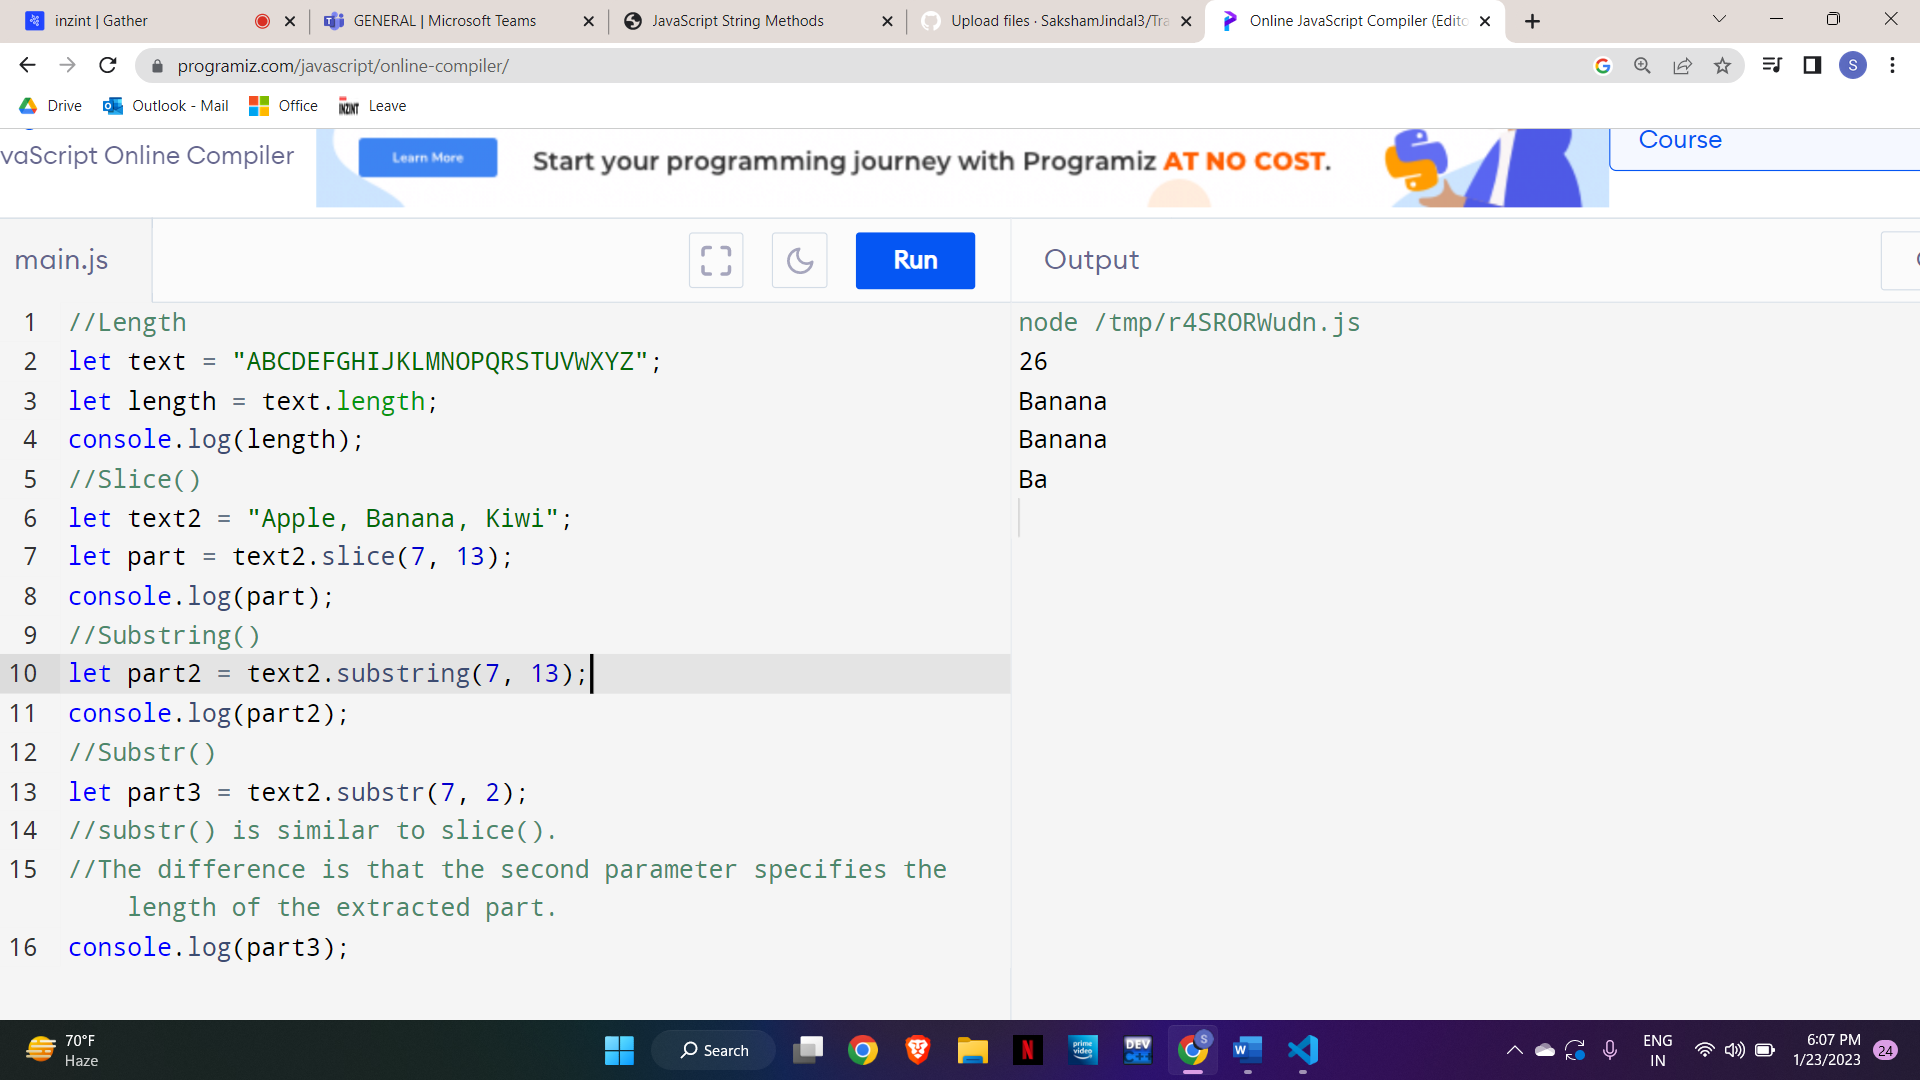 inzint | Gather
GENERAL | Microsoft Teams
JavaScript String Methods
Upload files · SakshamJindal3/Tra
Online JavaScript Compiler (Edito
programiz.com/javascript/online-compiler/
S
Drive
Outlook - Mail
Office
INZINT
Leave
vaScript Online Compiler
Learn More
Start your programming journey with Programiz AT NO COST.
Course
main.js
Run
Output
1 //Length
2 let text = "ABCDEFGHIJKLMNOPQRSTUVWXYZ";
3 let length = text.length;
4 console.log(length);
5 //Slice()
6 let text2 = "Apple, Banana, Kiwi";
7 let part = text2.slice(7, 13);
8 console.log(part);
9 //Substring()
10 let part2 = text2.substring(7, 13);
11 console.log(part2);
12 //Substr()
13 let part3 = text2.substr(7, 2);
14 //substr() is similar to slice().
15 //The difference is that the second parameter specifies the
length of the extracted part.
16 console.log(part3);
node /tmp/r4SRORWudn.js
26
Banana
Banana
Ba
70°F
Haze
Search
N
prime
video
DEV
C++
S
W
ENG
IN
6:07 PM
1/23/2023
24